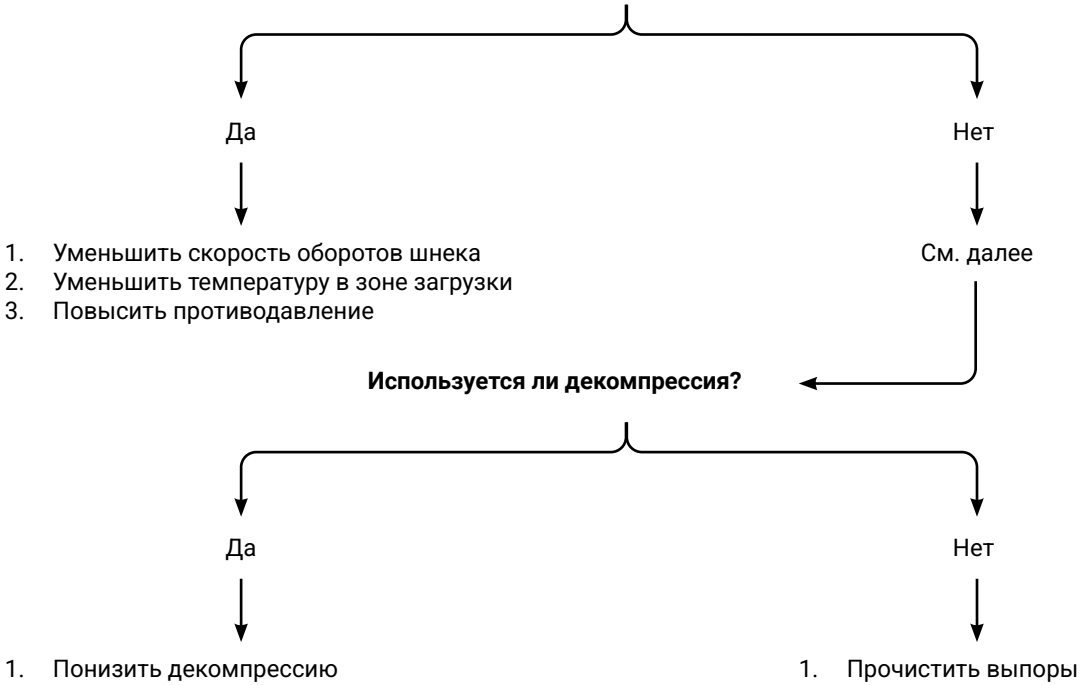 Да
Нет
1. Уменьшить скорость оборотов шнека
2. Уменьшить температуру в зоне загрузки
3. Повысить противодавление
См. далее
Используется ли декомпрессия?
Да
Нет
1. Понизить декомпрессию
1. Прочистить выпоры